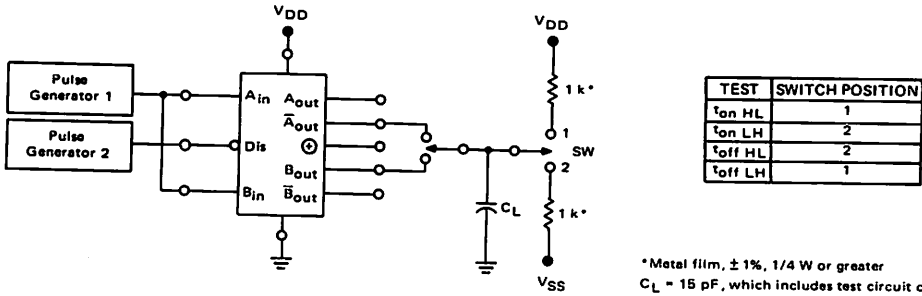 VDD
VDD
Pulse
Generator 1
Ain
Aout
Āout
1 k*
TEST SWITCH POSITION
ton HL 1
ton LH 2
toff HL 2
toff LH 1
Pulse
Generator 2
Dis
⊕
1
SW
Bout
2
Bin
B̄out
CL
1 k*
VSS
*Metal film, ± 1%, 1/4 W or greater
CL = 15 pF, which includes test circuit c